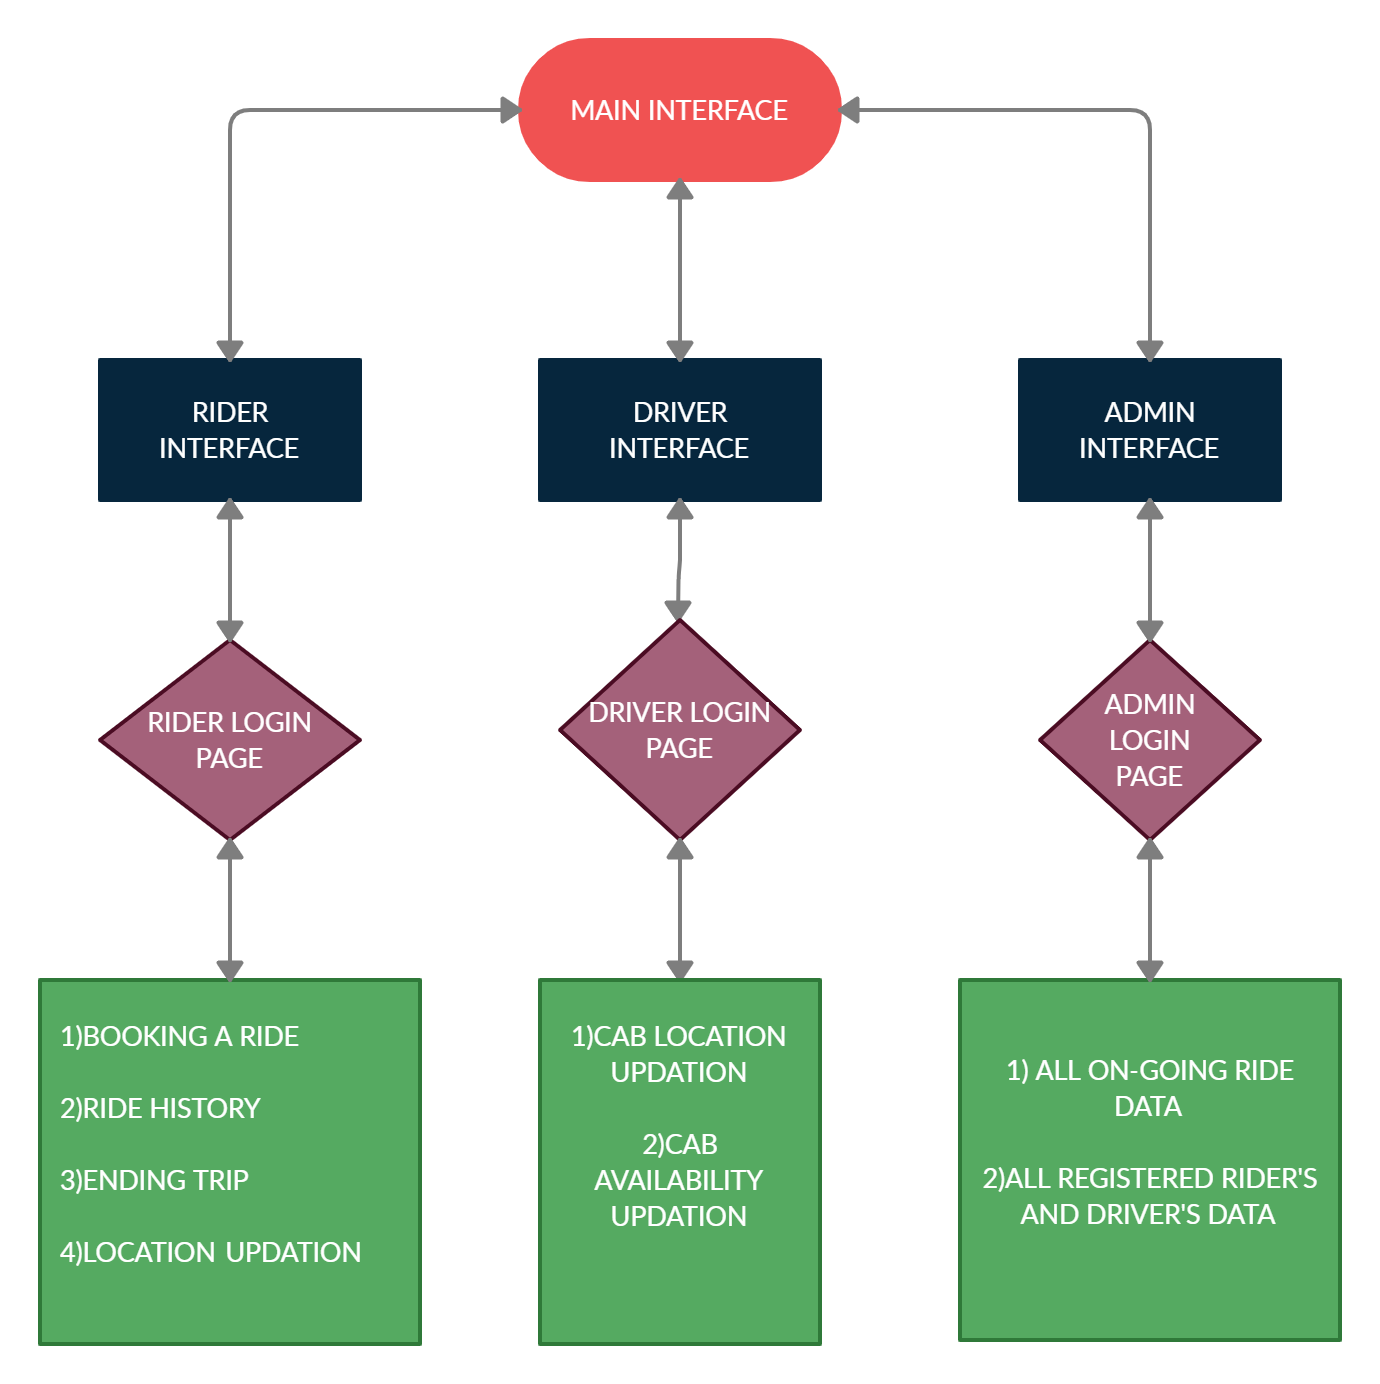 MAIN INTERFACE
RIDER
INTERFACE
DRIVER
INTERFACE
ADMIN
INTERFACE
RIDER LOGIN
PAGE
DRIVER LOGIN
PAGE
ADMIN
LOGIN
PAGE
1)BOOKING A RIDE
2)RIDE HISTORY
3)ENDING TRIP
4)LOCATION UPDATION
1)CAB LOCATION
UPDATION
2)CAB
AVAILABILITY
UPDATION
1) ALL ON-GOING RIDE
DATA
2)ALL REGISTERED RIDER'S
AND DRIVER'S DATA